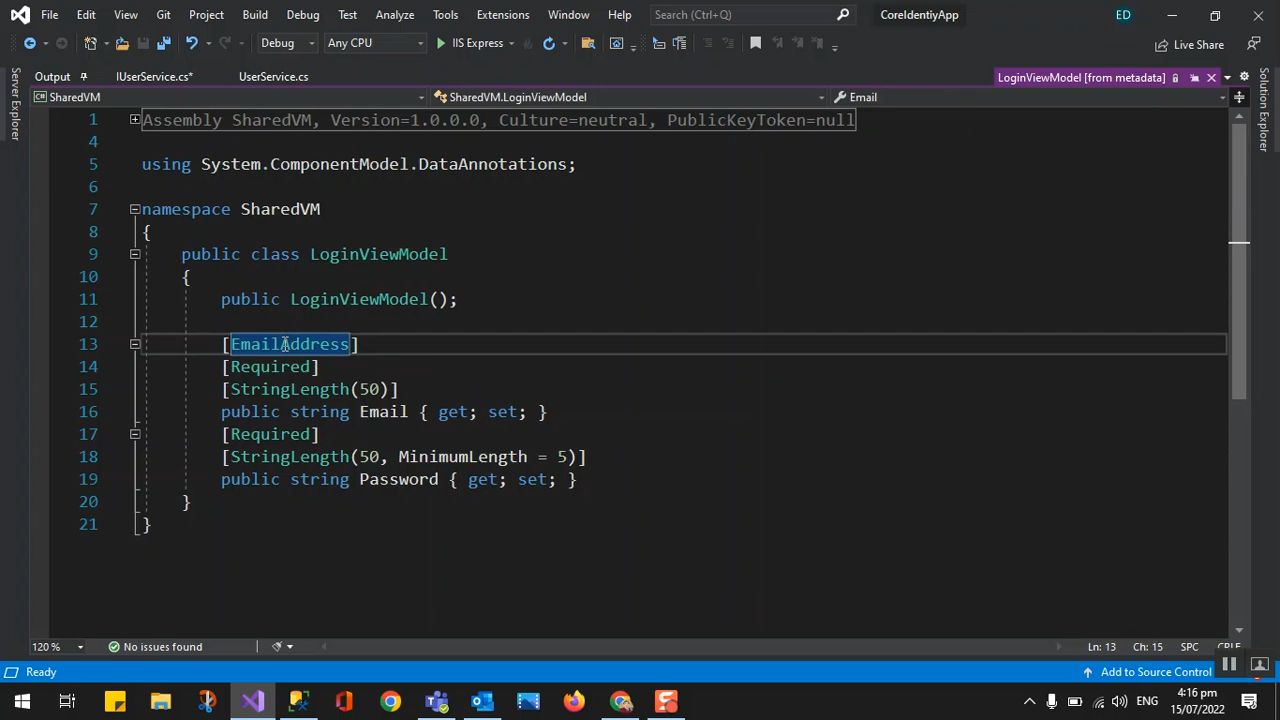 File Edit View Git Project Build Debug Test Analyze Tools Extensions Window Help Search (Ctrl+Q) CoreIdentiyApp ED
Debug Any CPU IIS Express Live Share
Output IUserService.cs* UserService.cs LoginViewModel [from metadata]
SharedVM SharedVM.LoginViewModel Email
Server Explorer
Solution Explorer
1 Assembly SharedVM, Version=1.0.0.0, Culture=neutral, PublicKeyToken=null
4
5 using System.ComponentModel.DataAnnotations;
6
7 namespace SharedVM
8 {
9 public class LoginViewModel
10 {
11 public LoginViewModel();
12
13 [EmailAddress]
14 [Required]
15 [StringLength(50)]
16 public string Email { get; set; }
17 [Required]
18 [StringLength(50, MinimumLength = 5)]
19 public string Password { get; set; }
20 }
21 }
120 % No issues found Ln: 13 Ch: 15 SPC CRLF
Ready Add to Source Control
ENG 4:16 pm
15/07/2022